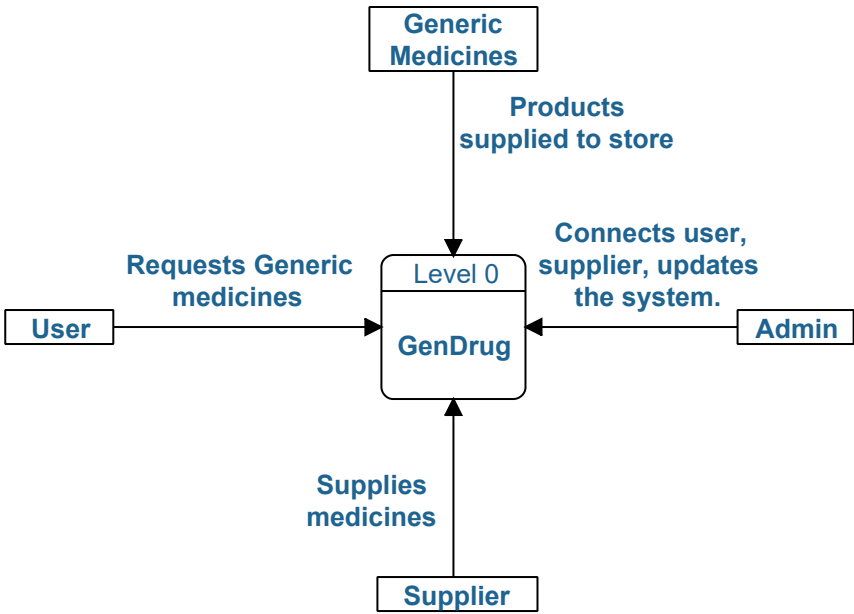 Generic
Medicines
Products
supplied to store
Connects user,
supplier, updates
the system.
Requests Generic
medicines
Level 0
User
GenDrug
Admin
Supplies
medicines
Supplier